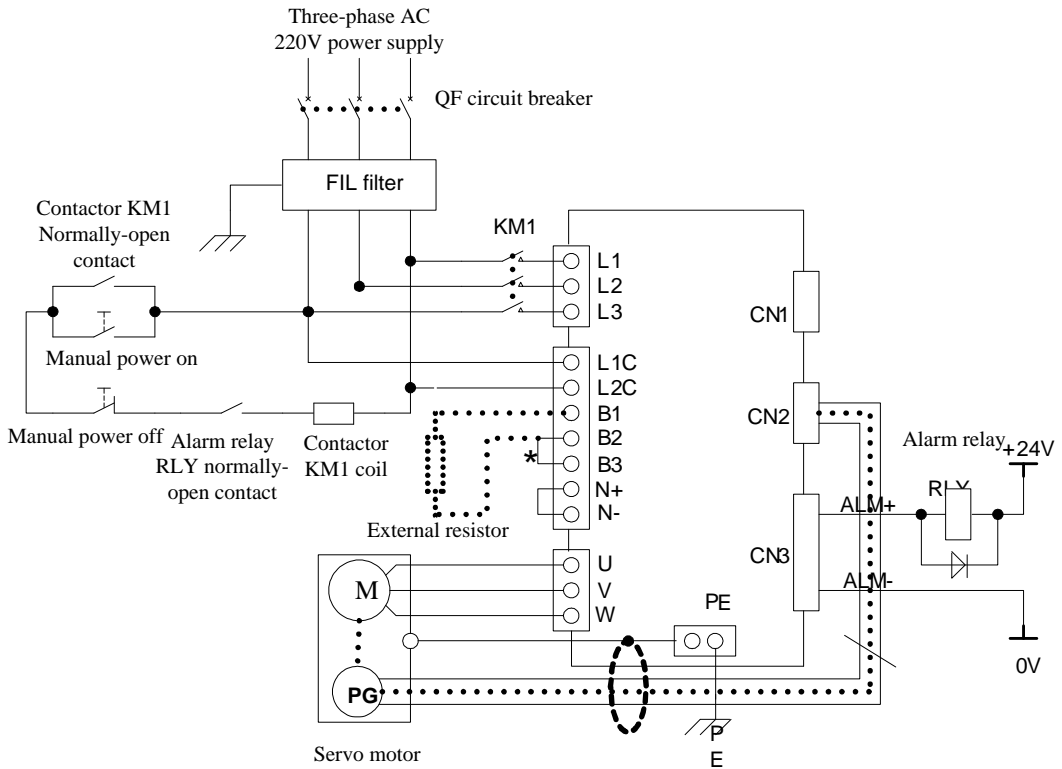 Three-phase AC
220V power supply
QF circuit breaker
FIL filter
Contactor KM1
Normally-open
contact
KM1
L1
L2
L3
CN1
Manual power on
L1C
L2C
B1
B2
*
B3
N+
N-
CN2
Manual power off
Alarm relay
RLY normally-
open contact
Contactor
KM1 coil
External resistor
Alarm relay
+24V
RLY
ALM+
CN3
ALM-
0V
U
V
W
M
PE
PG
P
E
Servo motor